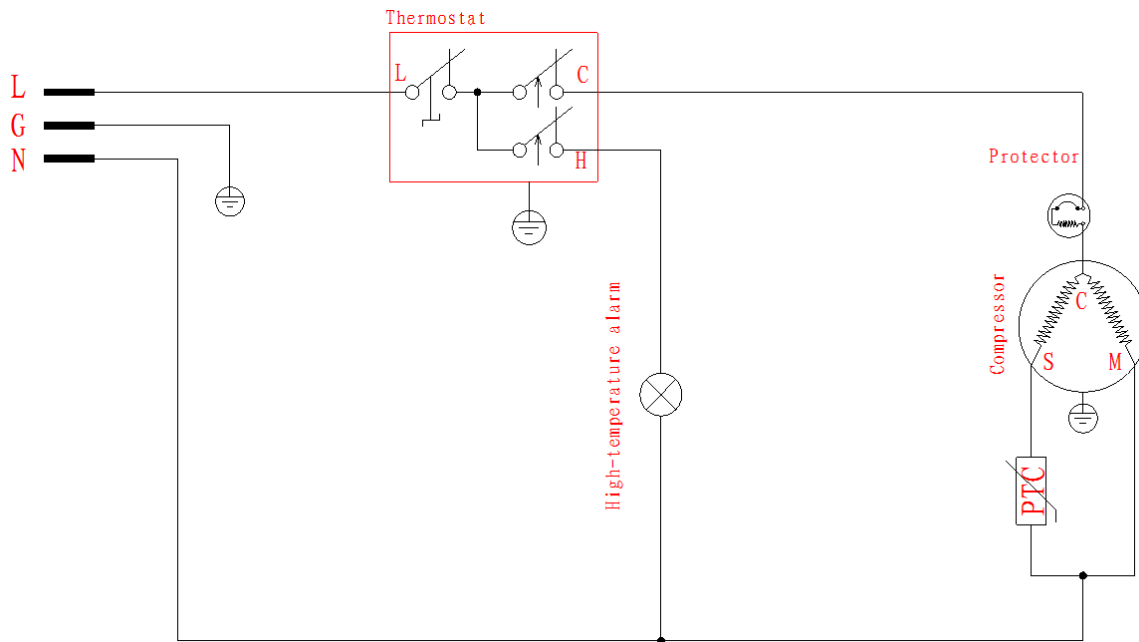 Thermostat
L
C
L
G
N
H
Protector
High-temperature alarm
Compressor
C
S
M
PTC